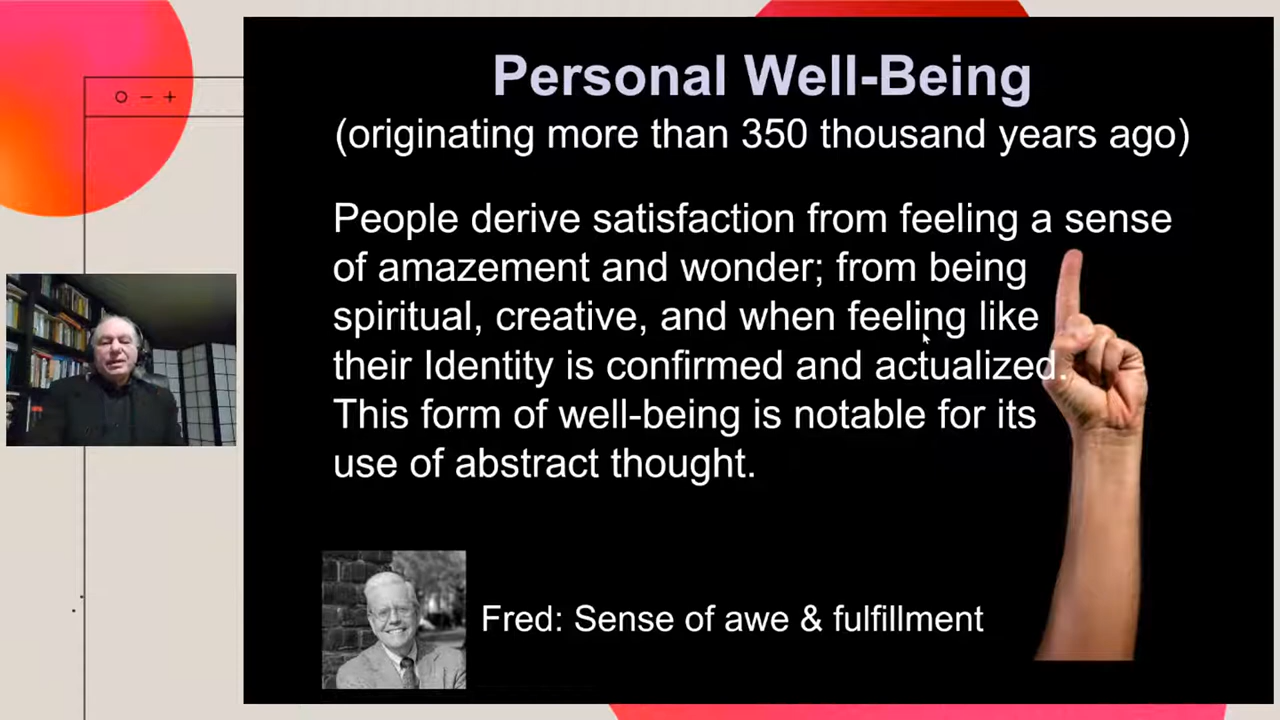 Personal Well-Being
(originating more than 350 thousand years ago)
People derive satisfaction from feeling a sense
of amazement and wonder; from being
spiritual, creative, and when feeling like
their Identity is confirmed and actualized.
This form of well-being is notable for its
use of abstract thought.
Fred: Sense of awe & fulfillment